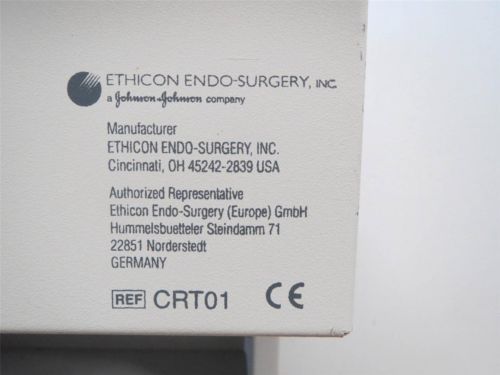 ETHICON ENDO-SURGERY, INC.
a Johnson & Johnson company
Manufacturer
ETHICON ENDO-SURGERY, INC.
Cincinnati, OH 45242-2839 USA
Authorized Representative
Ethicon Endo-Surgery (Europe) GmbH
Hummelsbuetteler Steindamm 71
22851 Norderstedt
GERMANY
REF CRT01 CE